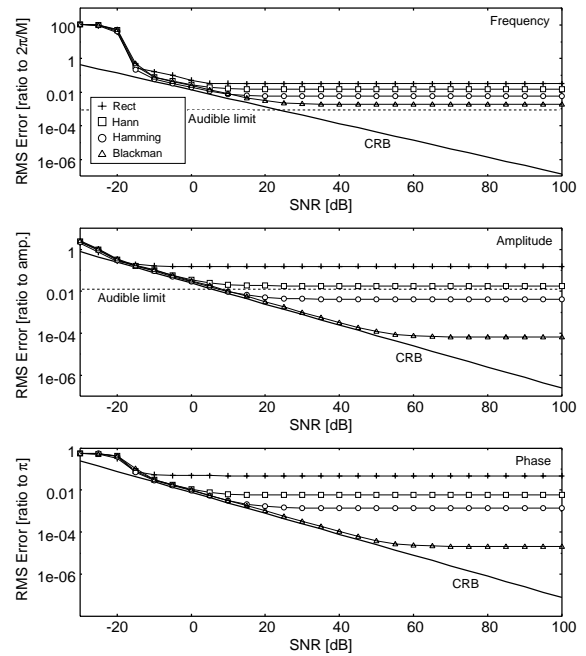 Frequency
RMS Error [ratio to 2π/M]
100
1
0.01
1e-04
1e-06
Rect
Hann
Hamming
Blackman
Audible limit
CRB
-20 0 20 40 60 80 100
SNR [dB]
Amplitude
RMS Error [ratio to amp.]
1
0.01
1e-04
1e-06
Audible limit
CRB
-20 0 20 40 60 80 100
SNR [dB]
Phase
RMS Error [ratio to π]
1
0.01
1e-04
1e-06
CRB
-20 0 20 40 60 80 100
SNR [dB]